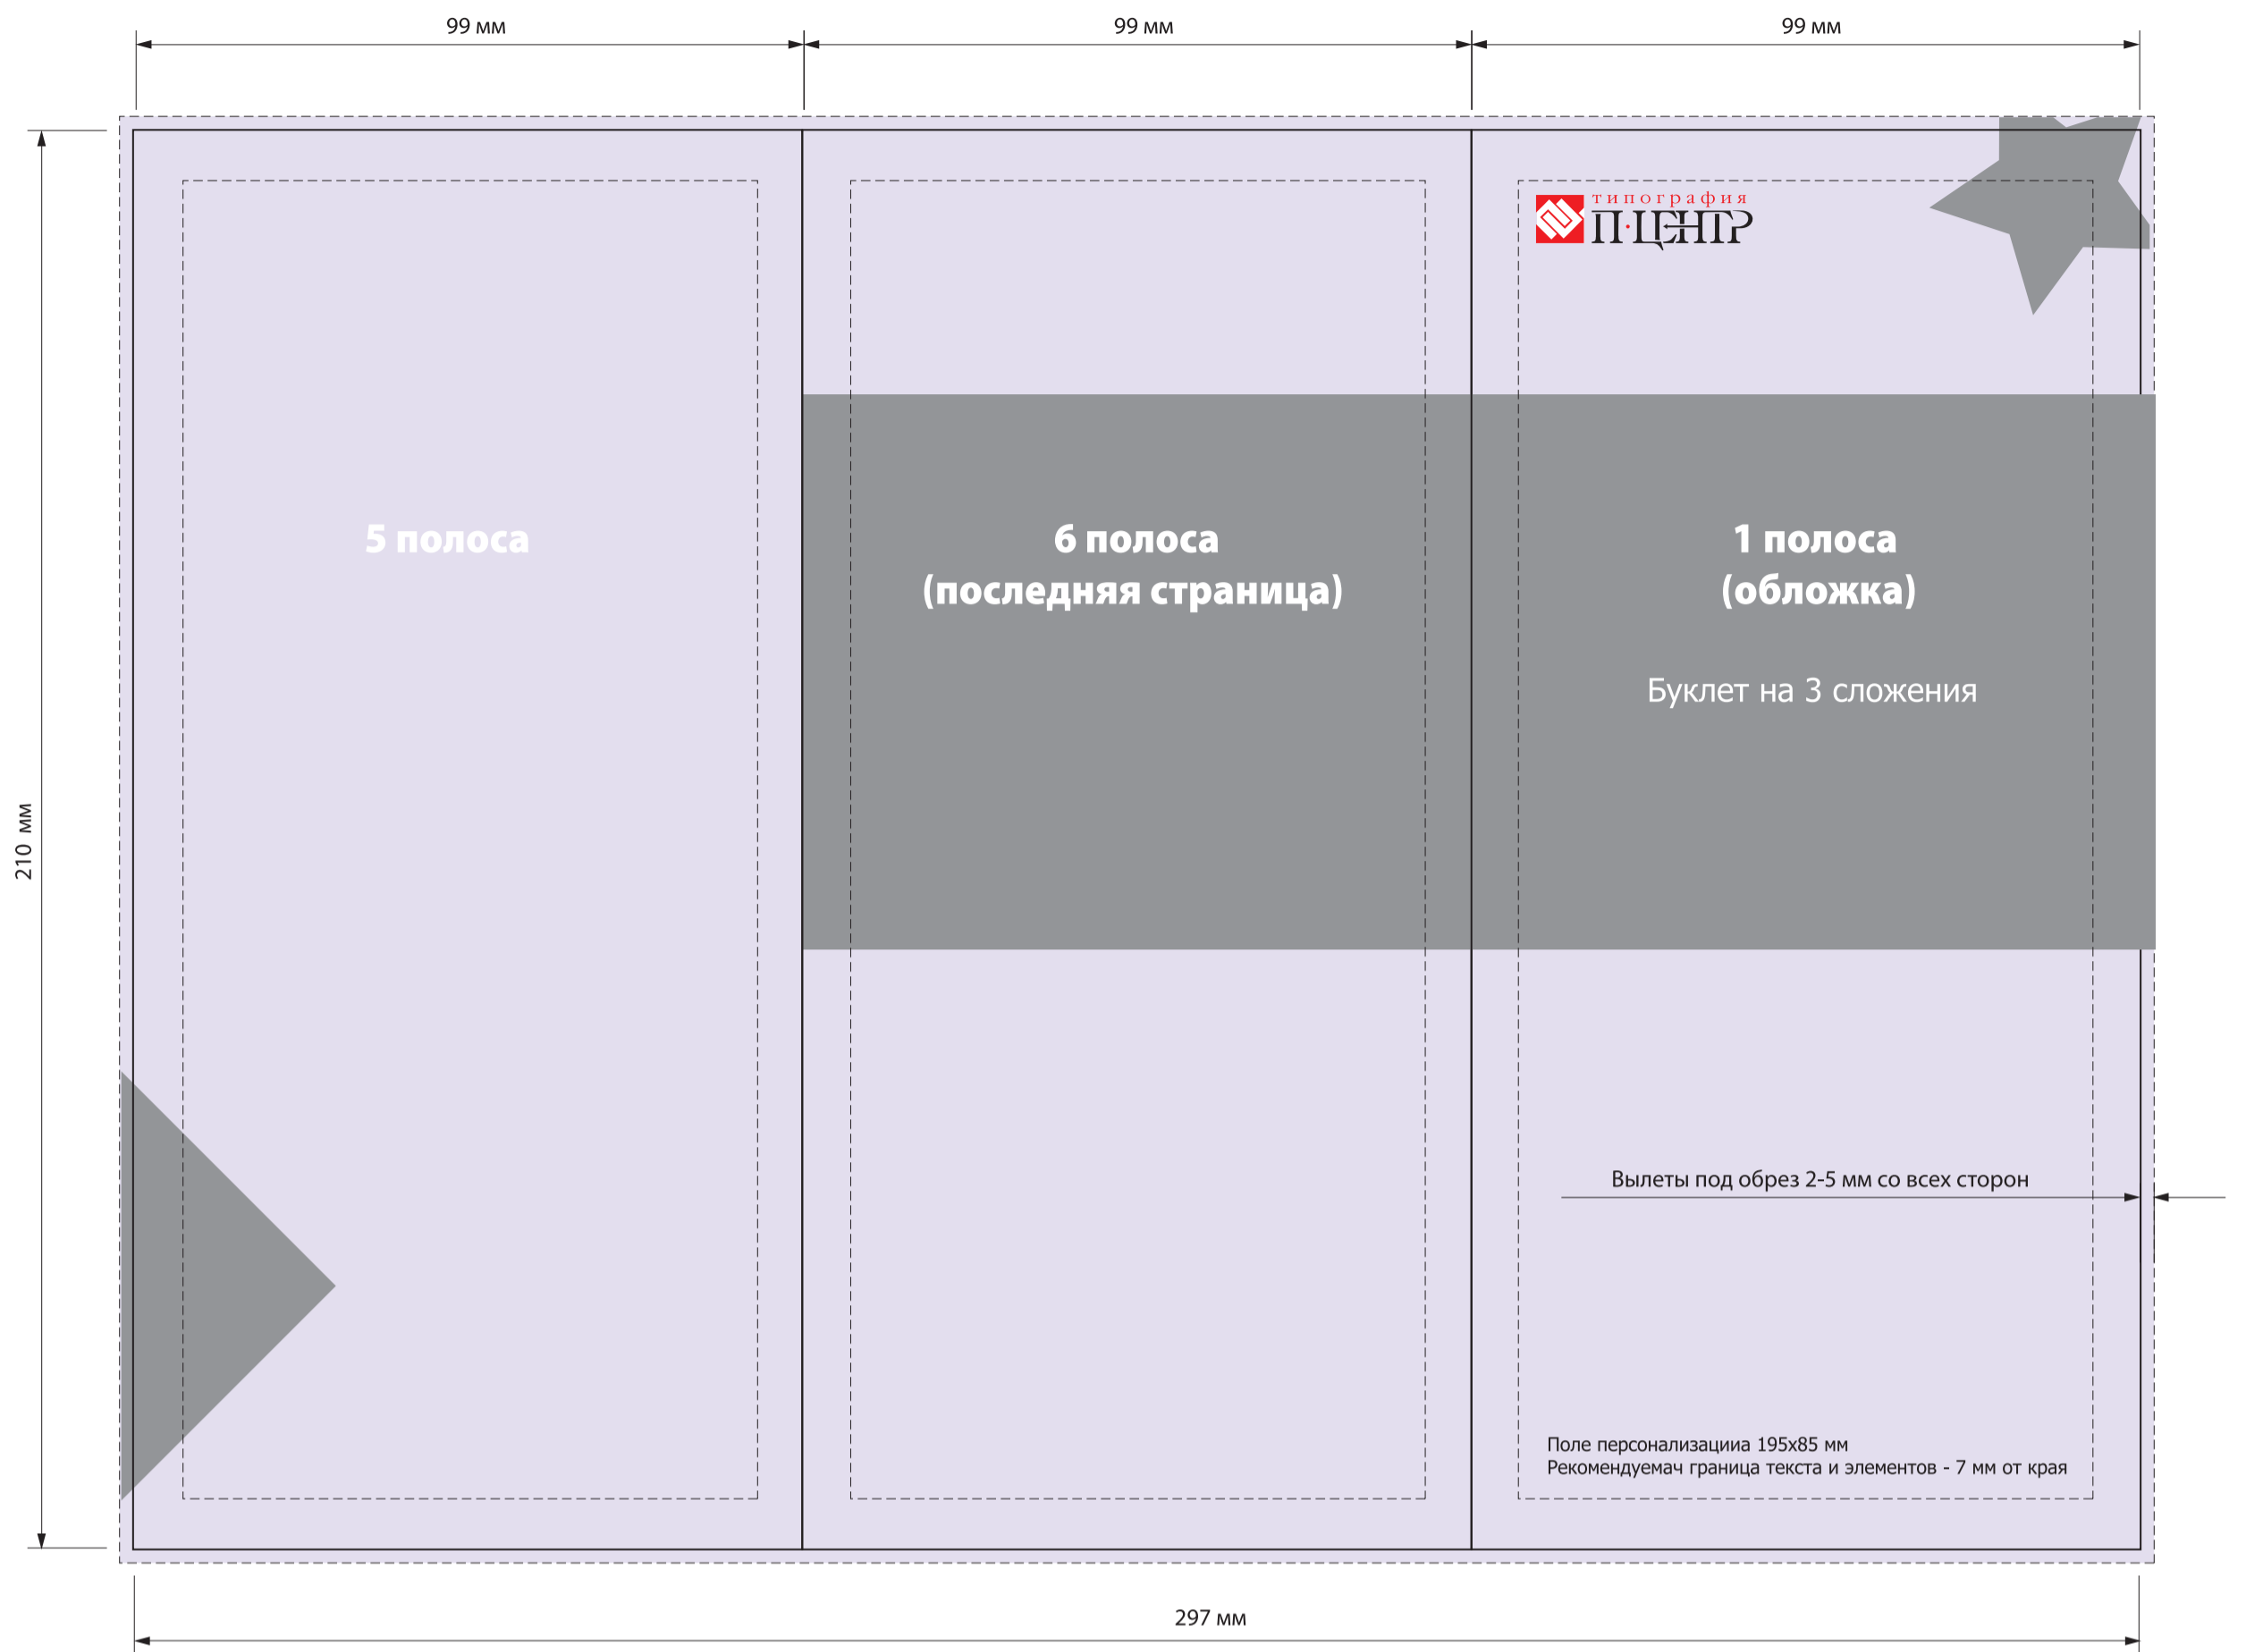 99 мм
99 мм
99 мм
типография
П·ЦЕНТР
5 полоса
6 полоса
(последняя страница)
1 полоса
(обложка)
Буклет на 3 сложения
210 мм
Вылеты под обрез 2-5 мм со всех сторон
Поле персонализацииа 195x85 мм
Рекомендуемач граница текста и элементов - 7 мм от края
297 мм